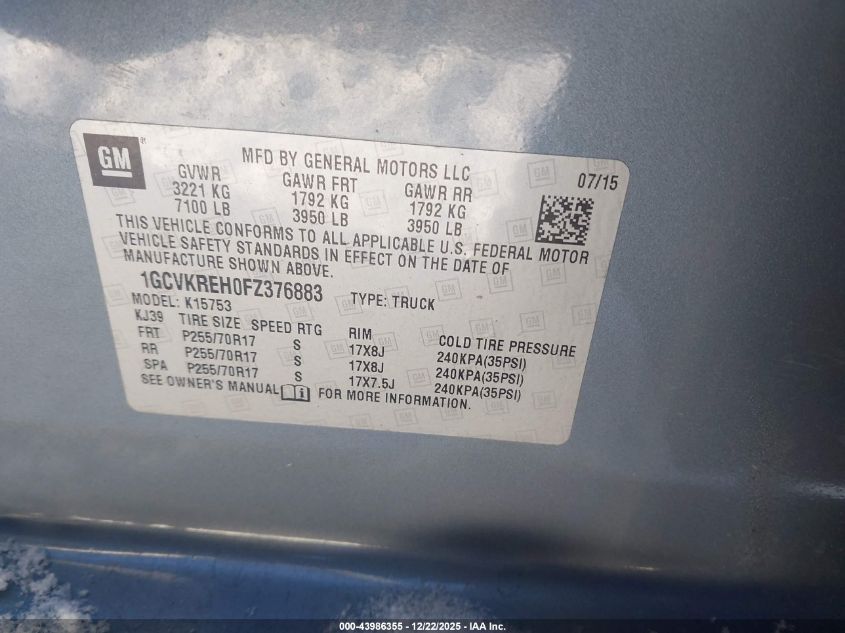 GM
MFD BY GENERAL MOTORS LLC
07/15
GVWR GAWR FRT GAWR RR
3221 KG 1792 KG 1792 KG
7100 LB 3950 LB 3950 LB
THIS VEHICLE CONFORMS TO ALL APPLICABLE U.S. FEDERAL MOTOR
VEHICLE SAFETY STANDARDS IN EFFECT ON THE DATE OF
MANUFACTURE SHOWN ABOVE.
1GCVKREH0FZ376883 TYPE: TRUCK
MODEL: K15753
KJ39 TIRE SIZE SPEED RTG RIM COLD TIRE PRESSURE
FRT P255/70R17 S 17X8J 240KPA(35PSI)
RR P255/70R17 S 17X8J 240KPA(35PSI)
SPA P255/70R17 S 17X7.5J 240KPA(35PSI)
SEE OWNER'S MANUAL FOR MORE INFORMATION.
000-43986355 - 12/22/2025 - IAA Inc.